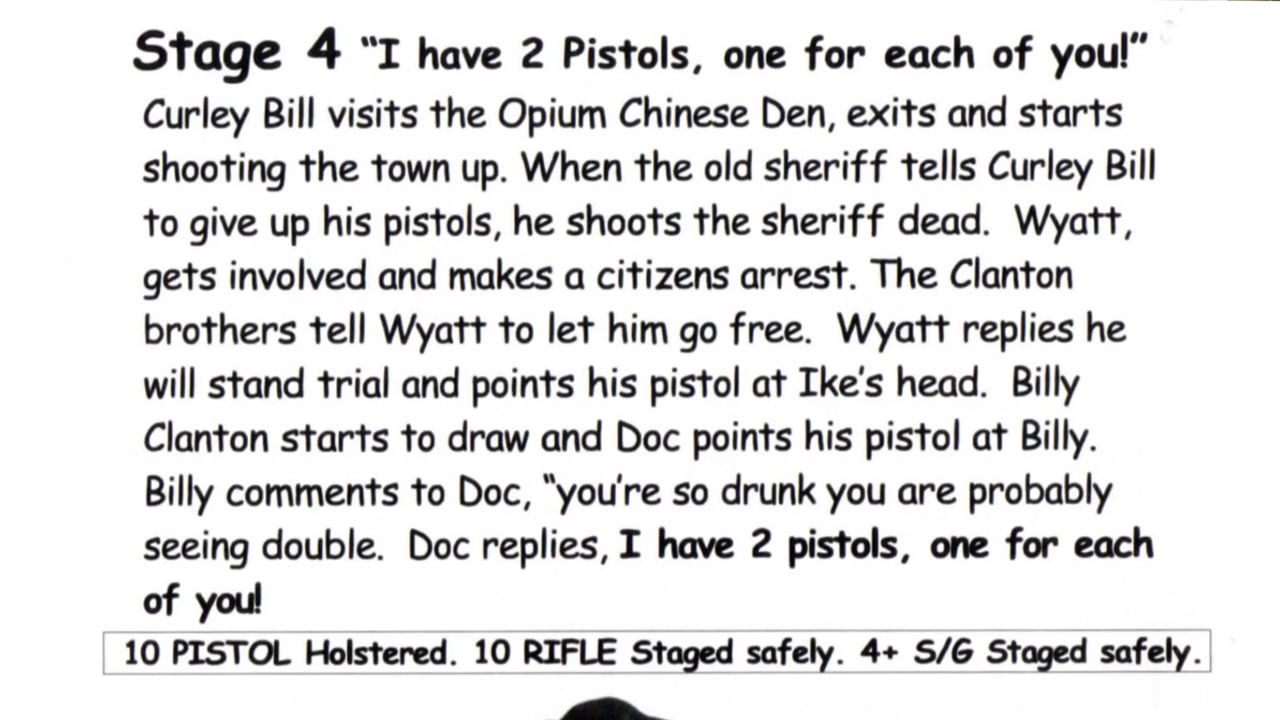 Stage 4 "I have 2 Pistols, one for each of you!"
Curley Bill visits the Opium Chinese Den, exits and starts
shooting the town up. When the old sheriff tells Curley Bill
to give up his pistols, he shoots the sheriff dead.  Wyatt,
gets involved and makes a citizens arrest. The Clanton
brothers tell Wyatt to let him go free.  Wyatt replies he
will stand trial and points his pistol at Ike's head.  Billy
Clanton starts to draw and Doc points his pistol at Billy.
Billy comments to Doc, "you're so drunk you are probably
seeing double.  Doc replies, I have 2 pistols, one for each
of you!
10 PISTOL Holstered. 10 RIFLE Staged safely. 4+ S/G Staged safely.